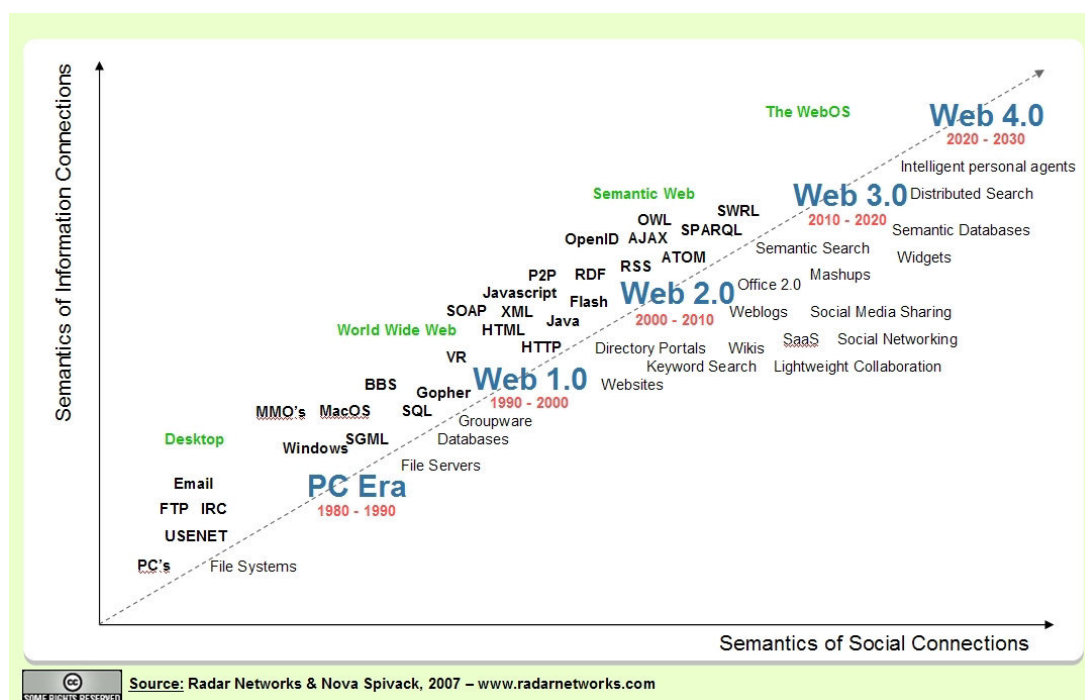 Semantics of Information Connections
The WebOS
Web 4.0
2020 - 2030
Intelligent personal agents
Semantic Web
Web 3.0
Distributed Search
2010 - 2020
SWRL
OWL
SPARQL
Semantic Databases
OpenID
AJAX
Semantic Search
ATOM
Widgets
RSS
P2P
RDF
Mashups
Office 2.0
Javascript
Web 2.0
Flash
SOAP
XML
Weblogs
Social Media Sharing
2000 - 2010
Java
World Wide Web
HTML
SaaS
Social Networking
HTTP
Directory Portals
Wikis
VR
Keyword Search
Lightweight Collaboration
Web 1.0
BBS
Websites
Gopher
1990 - 2000
MMO's
MacOS
SQL
Groupware
Desktop
SGML
Databases
Windows
File Servers
Email
PC Era
FTP
IRC
1980 - 1990
USENET
PC's
File Systems
Semantics of Social Connections
cc
SOME RIGHTS RESERVED
Source: Radar Networks & Nova Spivack, 2007 – www.radarnetworks.com